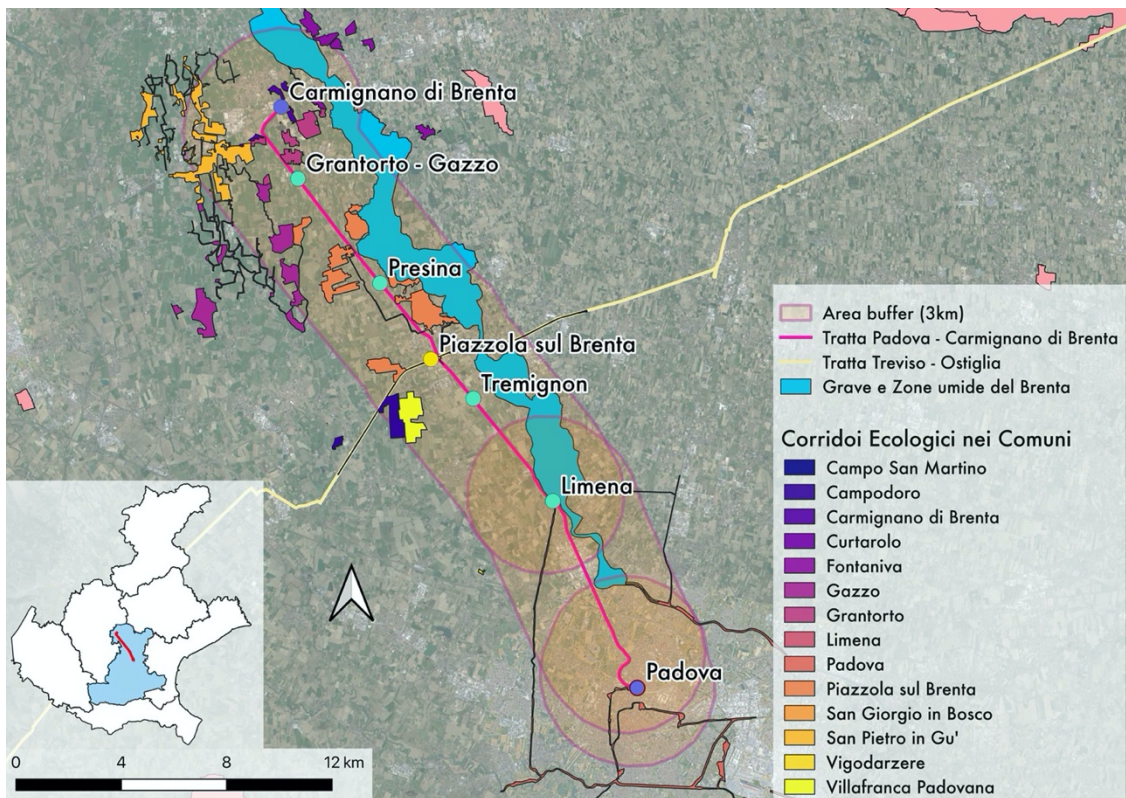 Carmignano di Brenta
Grantorto - Gazzo
Presina
Piazzola sul Brenta
Tremignon
Limena
Padova
Area buffer (3km)
Tratta Padova - Carmignano di Brenta
Tratta Treviso - Ostiglia
Grave e Zone umide del Brenta
Corridoi Ecologici nei Comuni
Campo San Martino
Campodoro
Carmignano di Brenta
Curtarolo
Fontaniva
Gazzo
Grantorto
Limena
Padova
Piazzola sul Brenta
San Giorgio in Bosco
San Pietro in Gu'
Vigodarzere
Villafranca Padovana
0 4 8 12 km